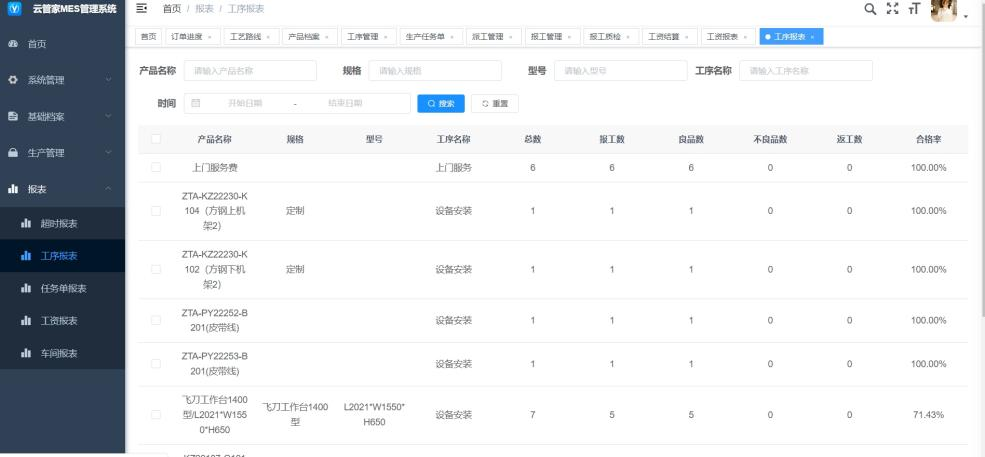 云管家MES管理系统
首页 / 报表 / 工序报表
首页 订单进度 × 工艺路线 × 产品档案 × 工序管理 × 生产任务单 × 派工管理 × 报工管理 × 报工质检 × 工资结算 × 工资报表 × 工序报表 ×
首页
系统管理
基础档案
生产管理
报表
超时报表
工序报表
任务单报表
工资报表
车间报表
产品名称 请输入产品名称 规格 请输入规格 型号 请输入型号 工序名称 请输入工序名称
时间 开始日期 - 结束日期 搜索 重置
产品名称 规格 型号 工序名称 总数 报工数 良品数 不良品数 返工数 合格率
上门服务费 上门服务 6 6 6 0 0 100.00%
ZTA-KZ22230-K
104（方钢上机 定制 设备安装 1 1 1 0 0 100.00%
架2)
ZTA-KZ22230-K
102（方钢下机 定制 设备安装 1 1 1 0 0 100.00%
架2)
ZTA-PY22252-B
201(皮带线) 设备安装 1 1 1 0 0 100.00%
ZTA-PY22253-B
201(皮带线) 设备安装 1 1 1 0 0 100.00%
飞刀工作台1400
型/L2021*W155
0*H650
飞刀工作台1400
型
L2021*W1550*
H650
设备安装 7 5 5 0 0 71.43%